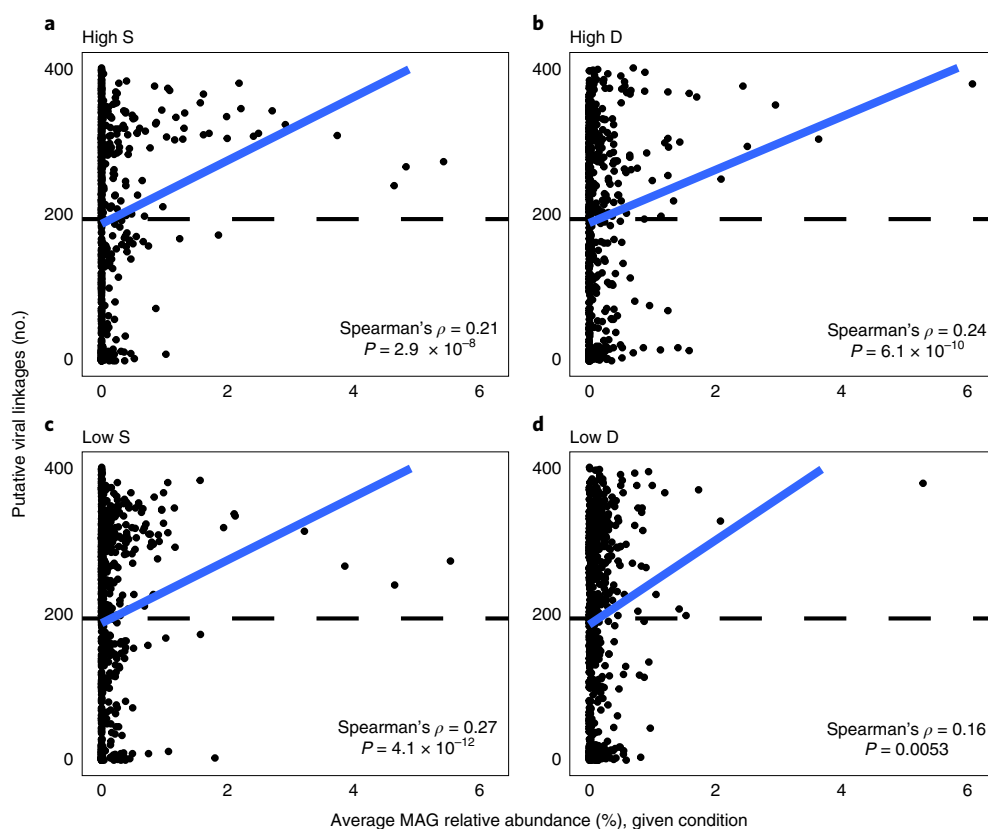 a
High S
400
200
0
0 2 4 6
Spearman's ρ = 0.21
P = 2.9 × 10⁻⁸
b
High D
400
200
0
0 2 4 6
Spearman's ρ = 0.24
P = 6.1 × 10⁻¹⁰
c
Low S
400
200
0
0 2 4 6
Spearman's ρ = 0.27
P = 4.1 × 10⁻¹²
d
Low D
400
200
0
0 2 4 6
Spearman's ρ = 0.16
P = 0.0053
Putative viral linkages (no.)
Average MAG relative abundance (%), given condition